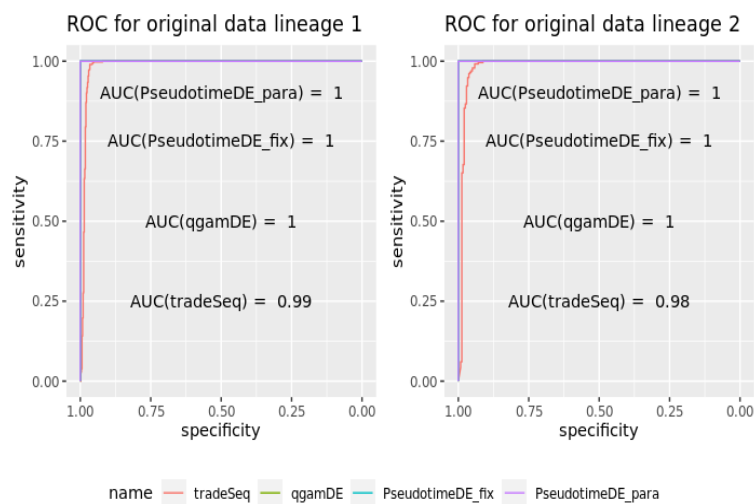 ROC for original data lineage 1
1.00
0.75
0.50
0.25
0.00
sensitivity
AUC(PseudotimeDE_para) = 1
AUC(PseudotimeDE_fix) = 1
AUC(qgamDE) = 1
AUC(tradeSeq) = 0.99
1.00 0.75 0.50 0.25 0.00
specificity
ROC for original data lineage 2
1.00
0.75
0.50
0.25
0.00
sensitivity
AUC(PseudotimeDE_para) = 1
AUC(PseudotimeDE_fix) = 1
AUC(qgamDE) = 1
AUC(tradeSeq) = 0.98
1.00 0.75 0.50 0.25 0.00
specificity
name tradeSeq qgamDE PseudotimeDE_fix PseudotimeDE_para